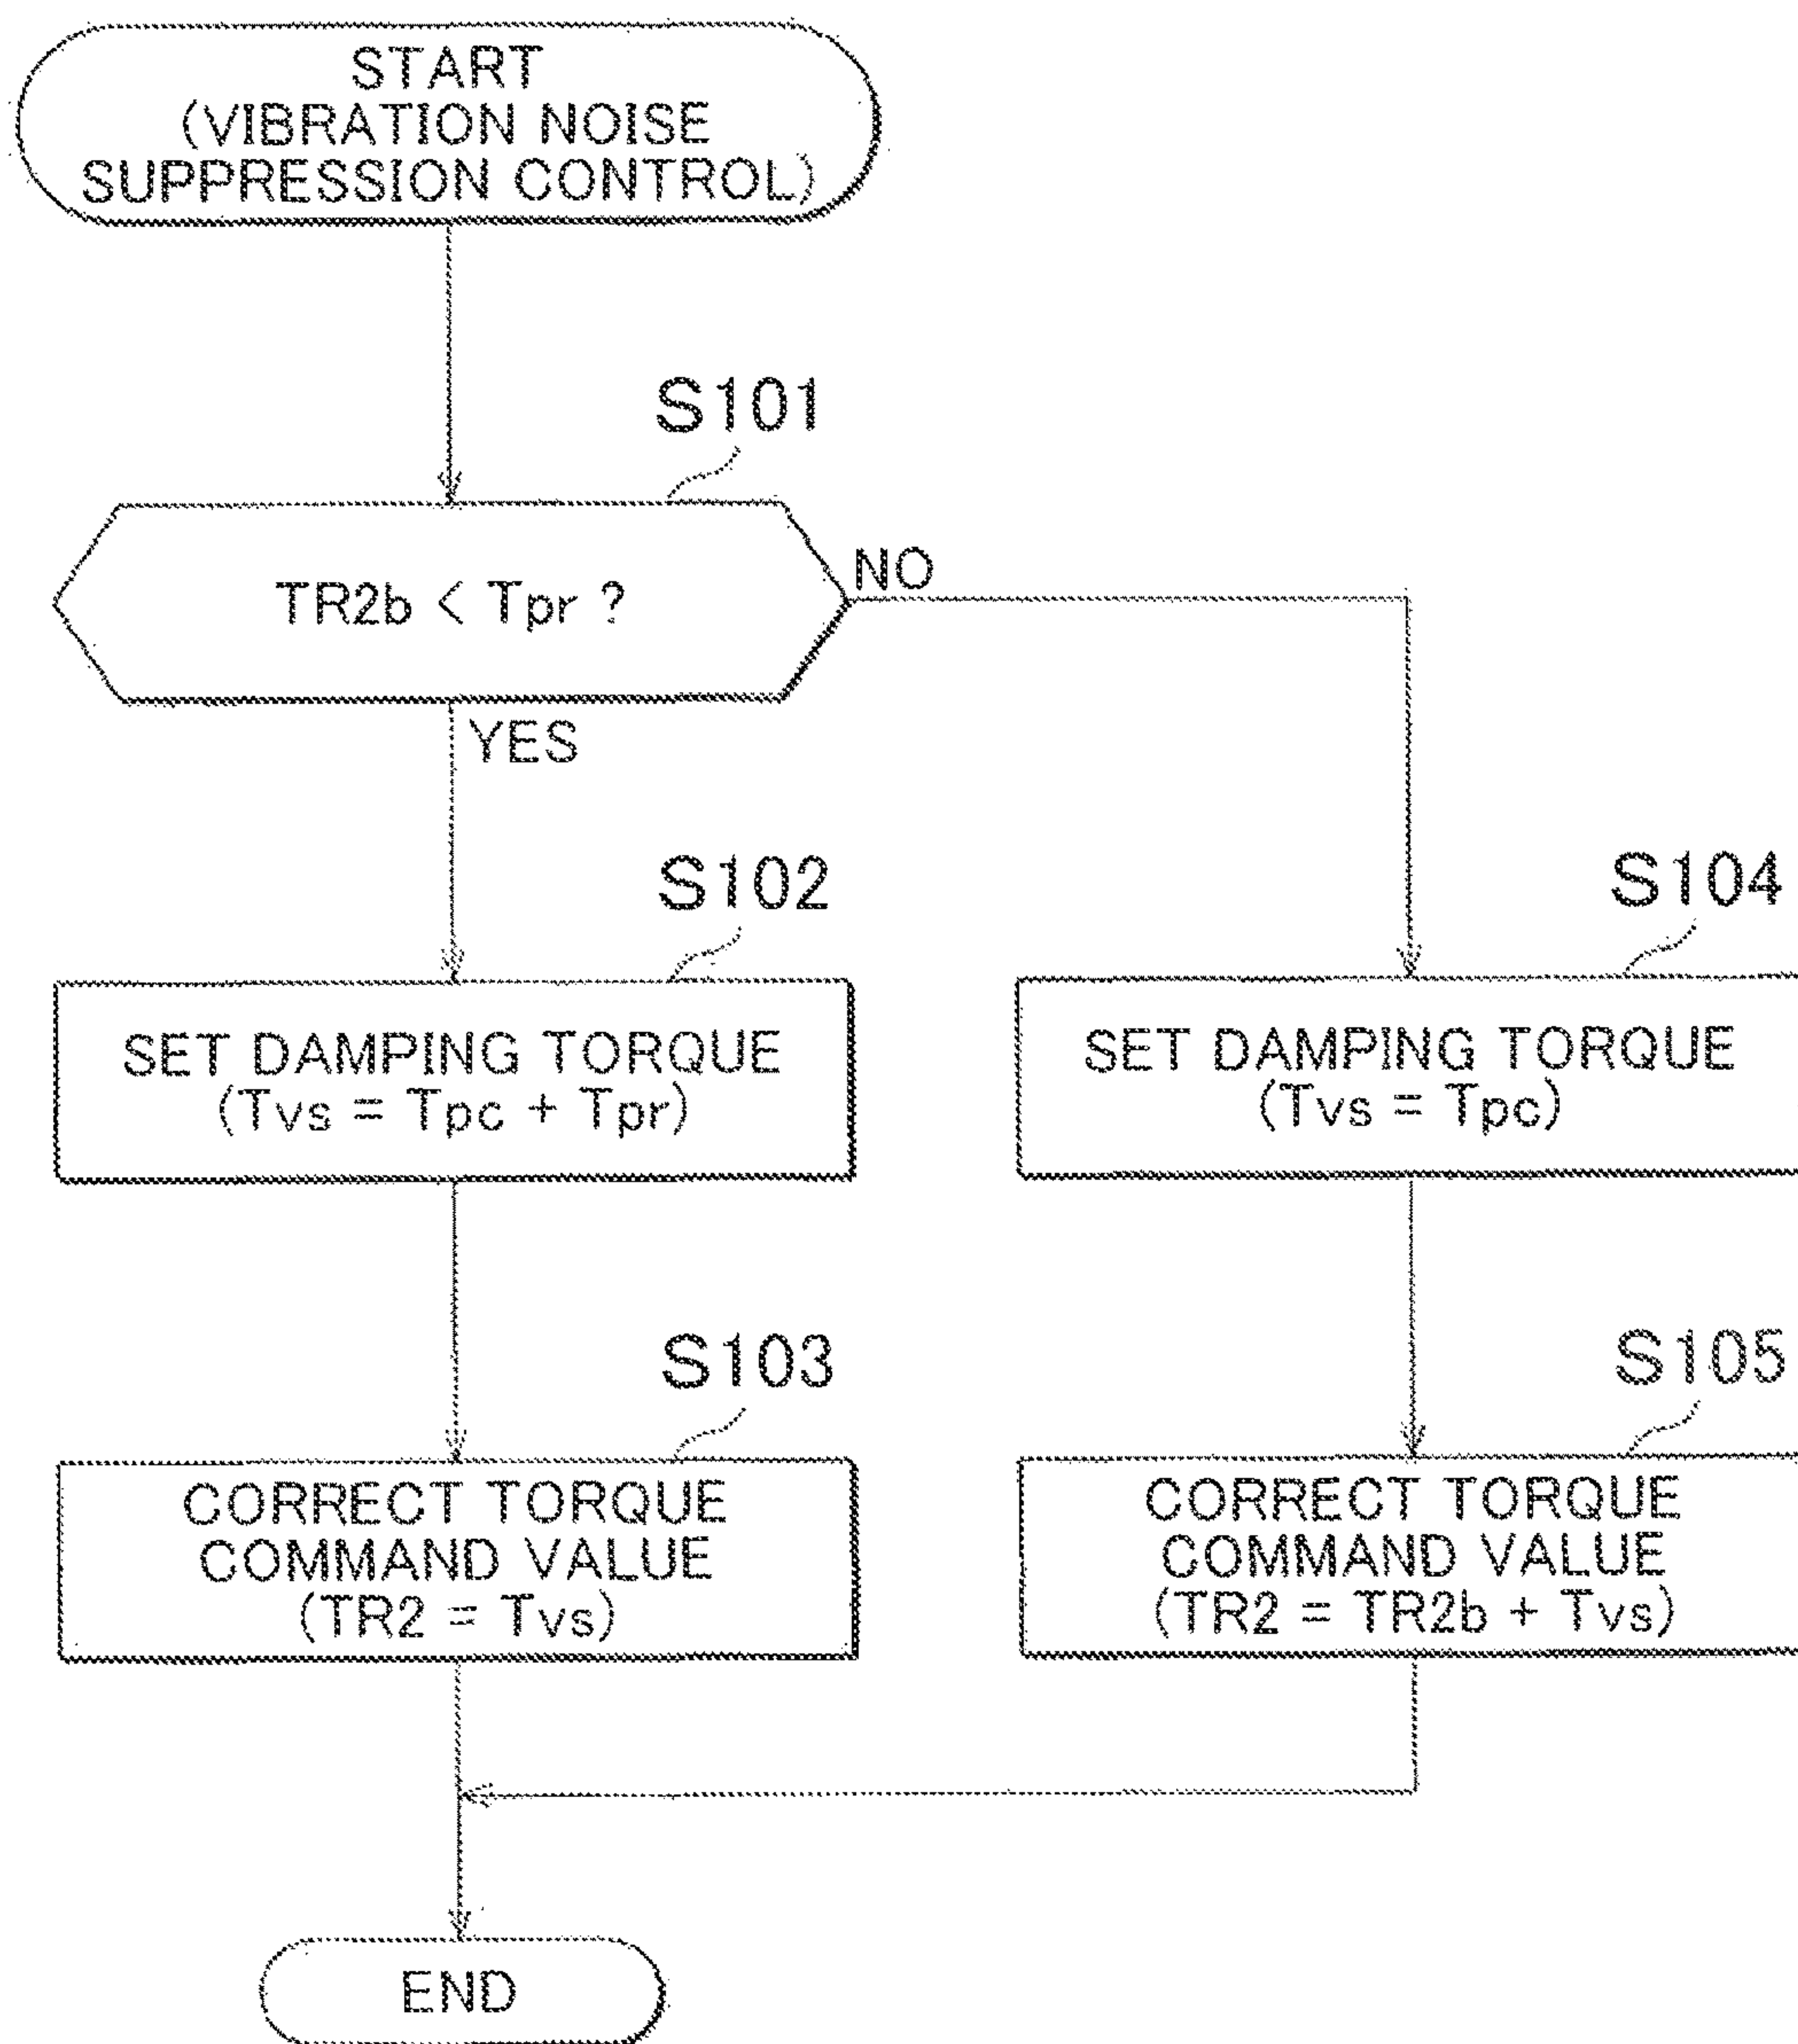 START
(VIBRATION NOISE
SUPPRESSION CONTROL)
S101
TR2b < Tpr ?
NO
YES
S102
SET DAMPING TORQUE
(Tvs = Tpc + Tpr)
S103
CORRECT TORQUE
COMMAND VALUE
(TR2 = Tvs)
S104
SET DAMPING TORQUE
(Tvs = Tpc)
S105
CORRECT TORQUE
COMMAND VALUE
(TR2 = TR2b + Tvs)
END